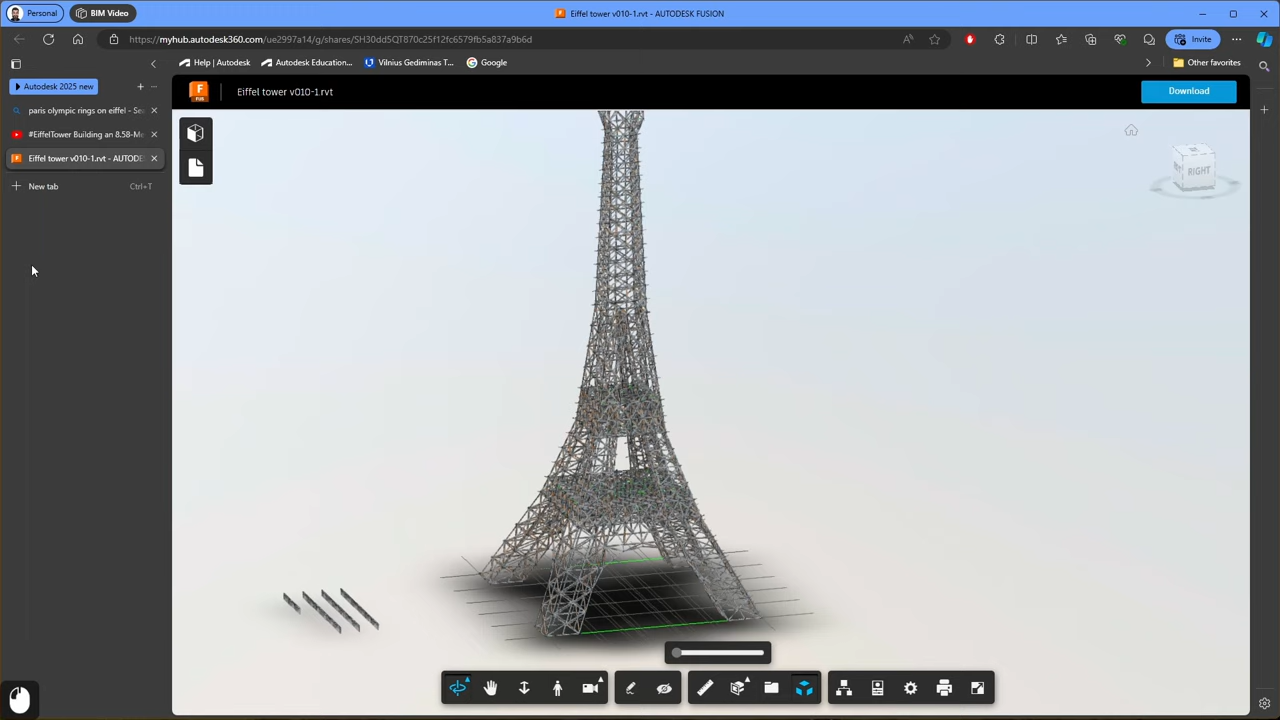 Personal
BIM Video
Eiffel tower v010-1.rvt - AUTODESK FUSION
https://myhub.autodesk360.com/ue2997a14/g/shares/SH30dd5QT870c25f12fc6579fb5a837a9b6d
Invite
Autodesk 2025 new
Help | Autodesk
Autodesk Education...
Vilnius Gediminas T...
Google
Other favorites
paris olympic rings on eiffel - Se
#EiffelTower Building an 8.58-Me
Eiffel tower v010-1.rvt - AUTODE
New tab
Ctrl+T
FUS
Eiffel tower v010-1.rvt
Download
RIGHT